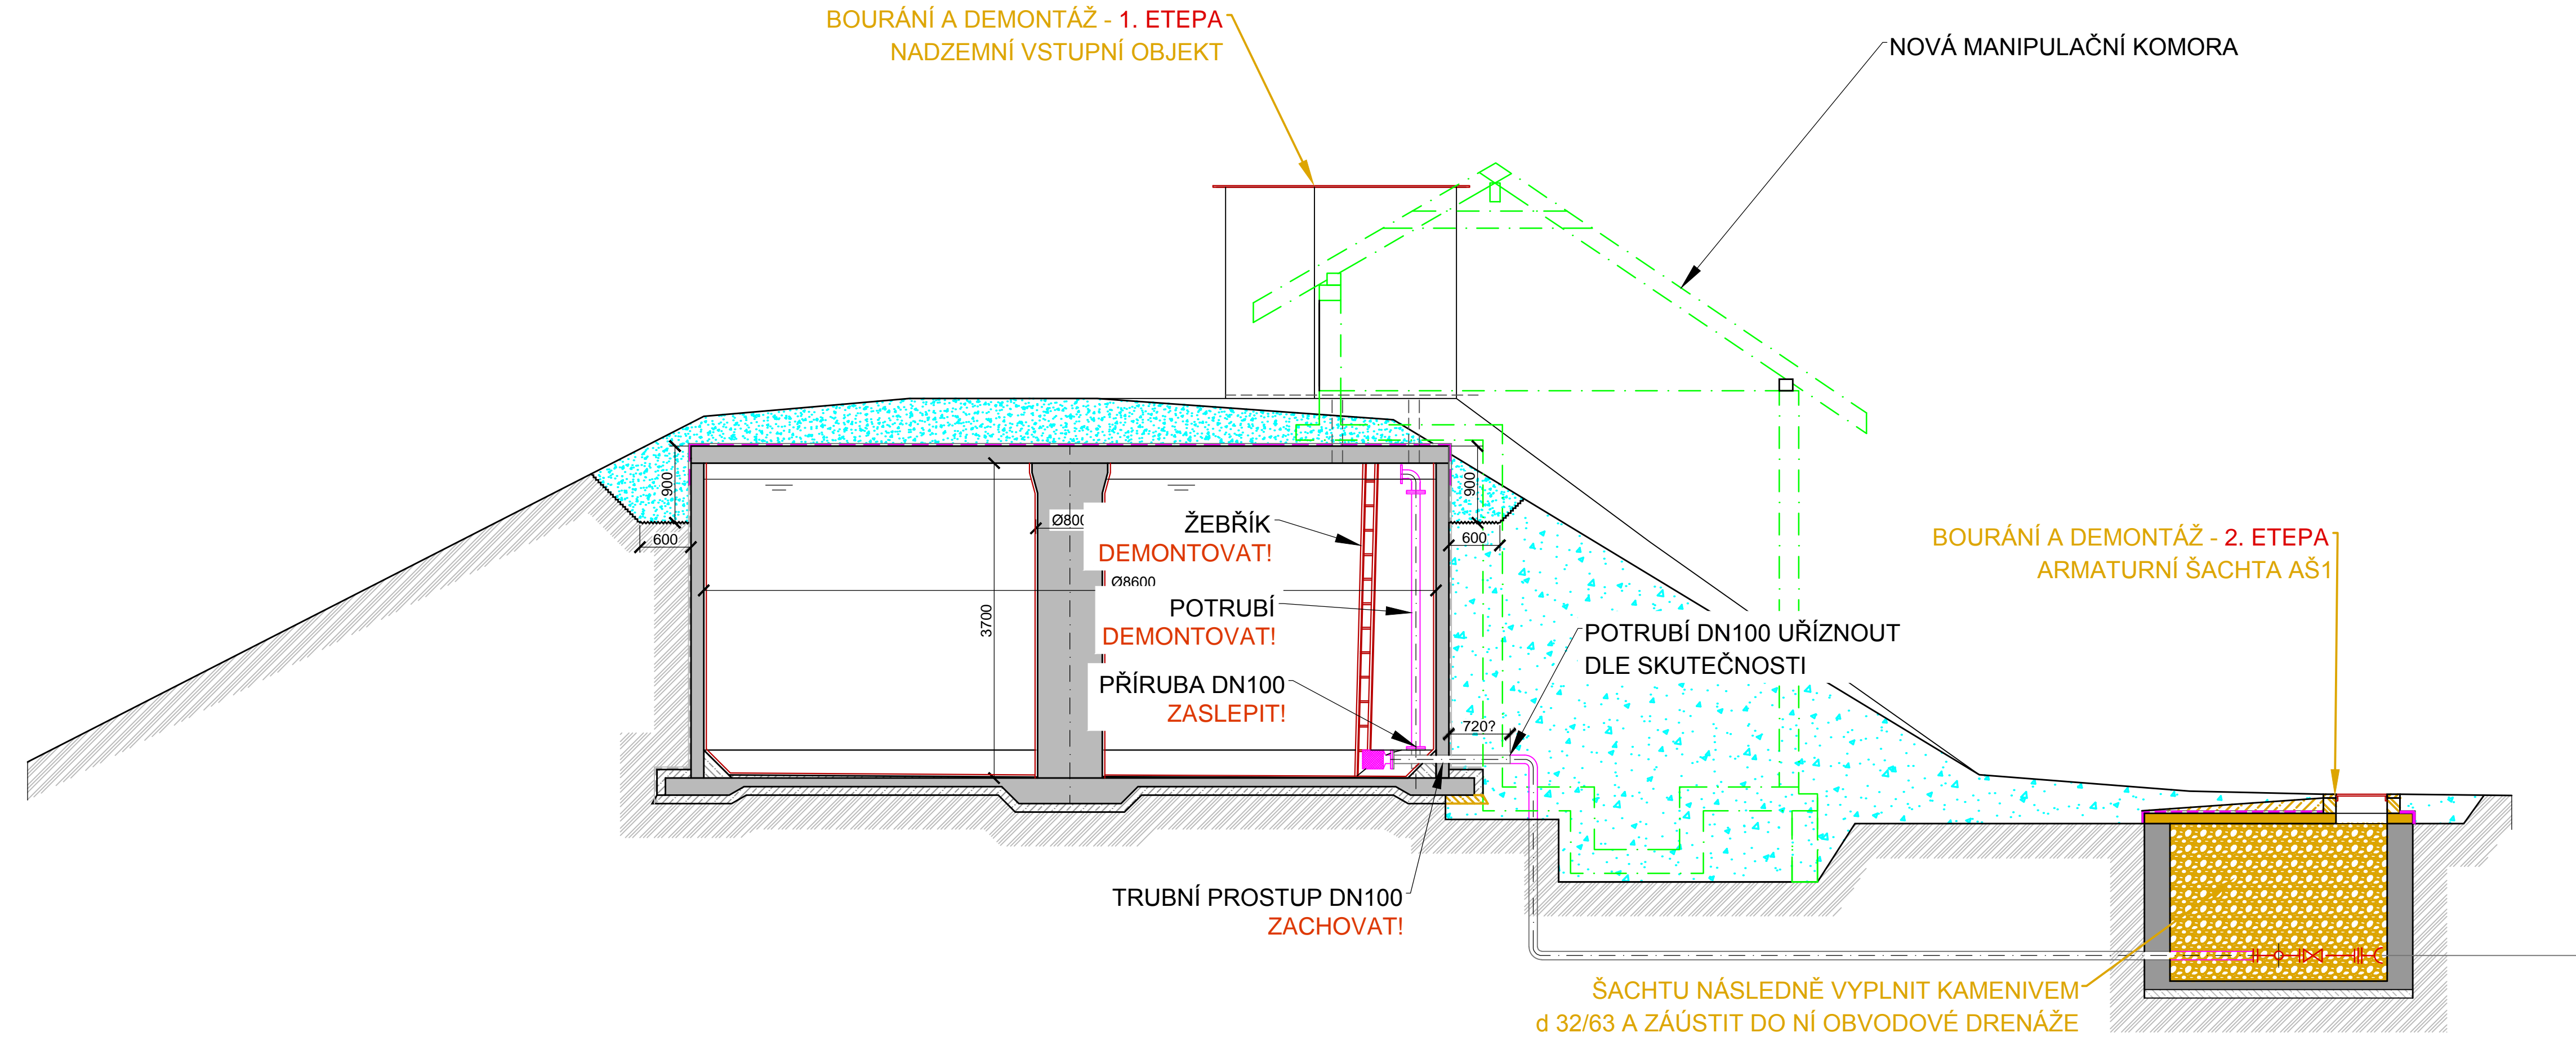 BOURÁNÍ A DEMONTÁŽ - 1. ETEPA
NADZEMNÍ VSTUPNÍ OBJEKT
NOVÁ MANIPULAČNÍ KOMORA
900
600
3700
Ø800
Ø8600
900
600
ŽEBŘÍK
DEMONTOVAT!
POTRUBÍ
DEMONTOVAT!
PŘÍRUBA DN100
ZASLEPIT!
720?
POTRUBÍ DN100 UŘÍZNOUT
DLE SKUTEČNOSTI
BOURÁNÍ A DEMONTÁŽ - 2. ETEPA
ARMATURNÍ ŠACHTA AŠ1
TRUBNÍ PROSTUP DN100
ZACHOVAT!
ŠACHTU NÁSLEDNĚ VYPLNIT KAMENIVEM
d 32/63 A ZÁÚSTIT DO NÍ OBVODOVÉ DRENÁŽE